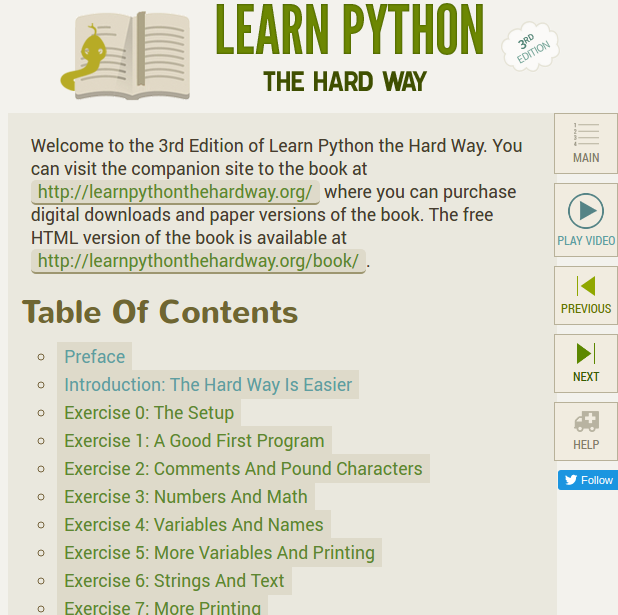 LEARN PYTHON
THE HARD WAY
3RD
EDITION
Welcome to the 3rd Edition of Learn Python the Hard Way. You
can visit the companion site to the book at
http://learnpythonthehardway.org/ where you can purchase
digital downloads and paper versions of the book. The free
HTML version of the book is available at
http://learnpythonthehardway.org/book/ .
Table Of Contents
Preface
Introduction: The Hard Way Is Easier
Exercise 0: The Setup
Exercise 1: A Good First Program
Exercise 2: Comments And Pound Characters
Exercise 3: Numbers And Math
Exercise 4: Variables And Names
Exercise 5: More Variables And Printing
Exercise 6: Strings And Text
Exercise 7: More Printing
1
2
3
4
MAIN
PLAY VIDEO
PREVIOUS
NEXT
HELP
Follow